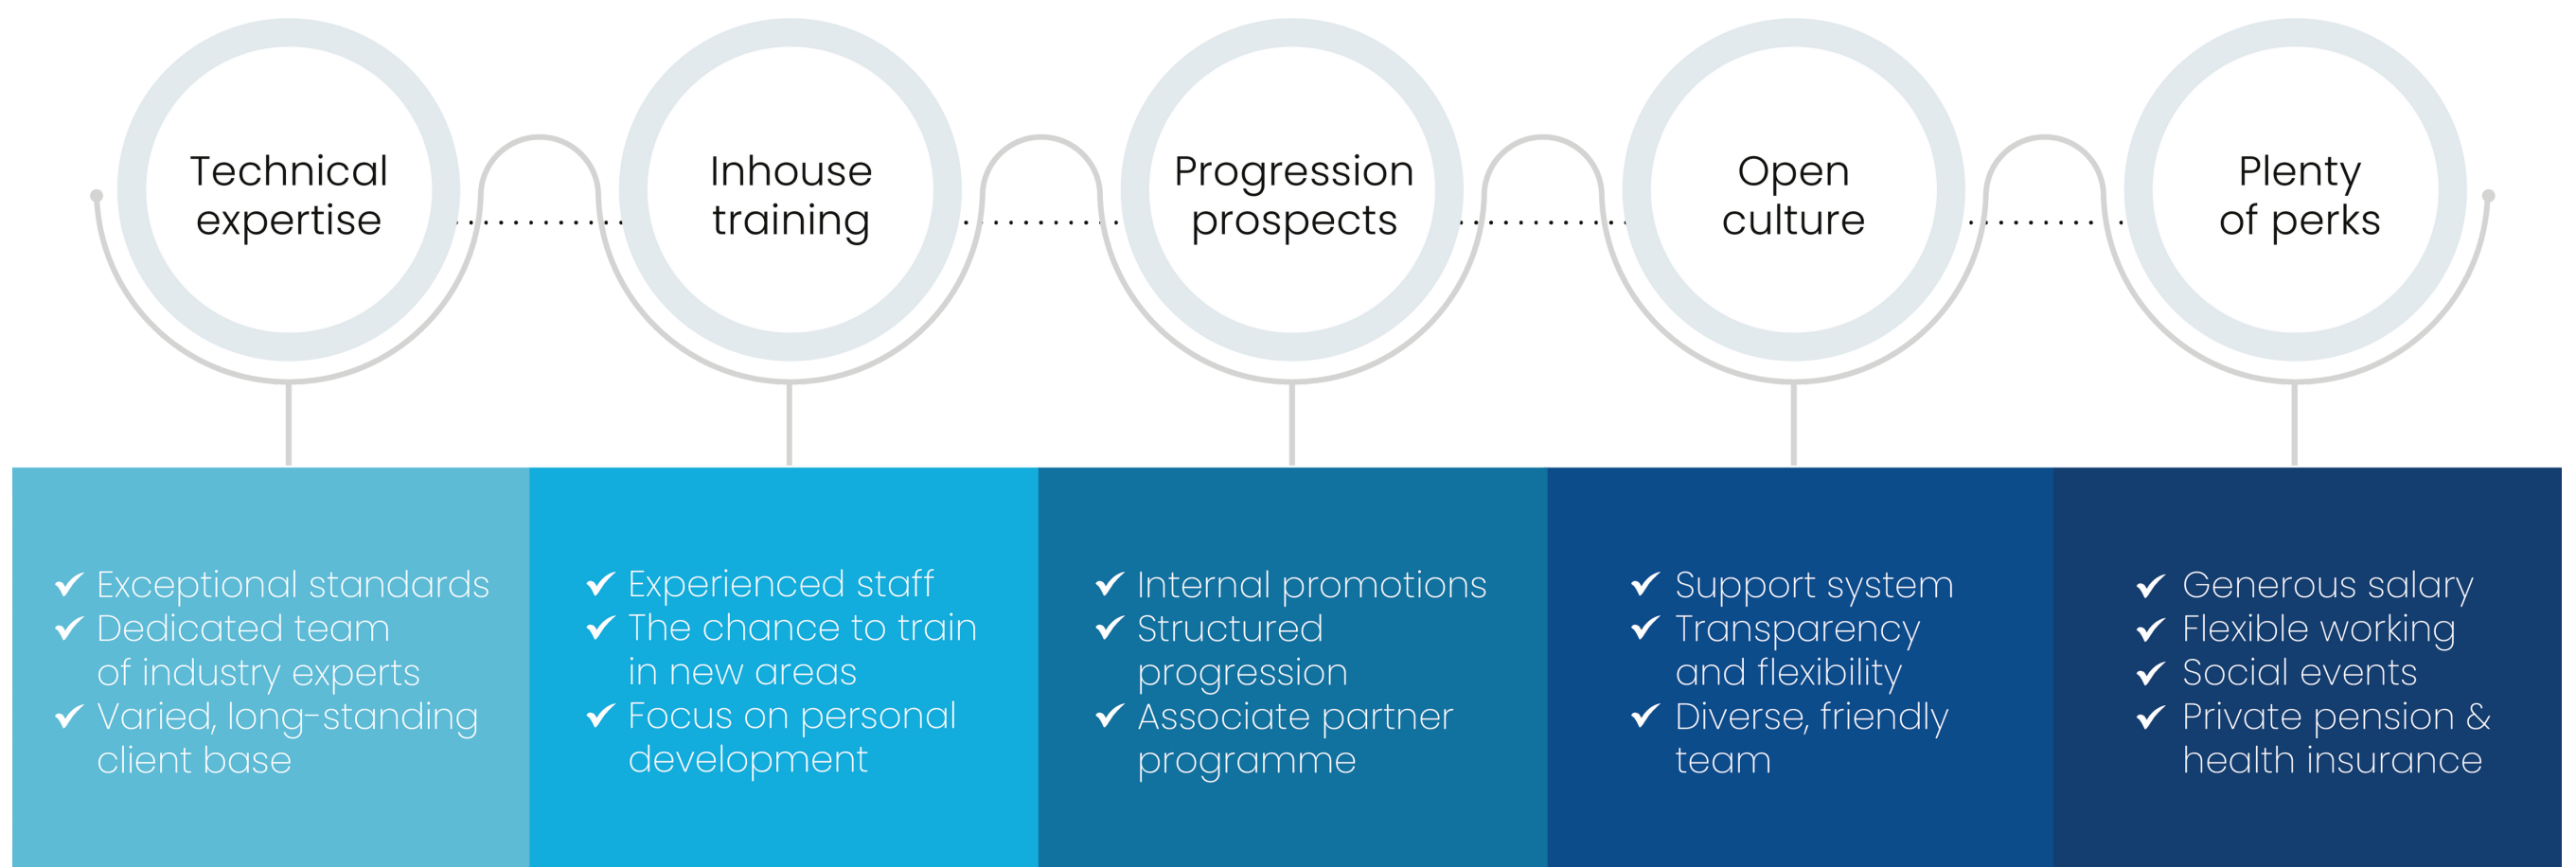 Technical
expertise
Inhouse
training
Progression
prospects
Open
culture
Plenty
of perks
Exceptional standards
Dedicated team
of industry experts
Varied, long-standing
client base
Experienced staff
The chance to train
in new areas
Focus on personal
development
Internal promotions
Structured
progression
Associate partner
programme
Support system
Transparency
and flexibility
Diverse, friendly
team
Generous salary
Flexible working
Social events
Private pension &
health insurance